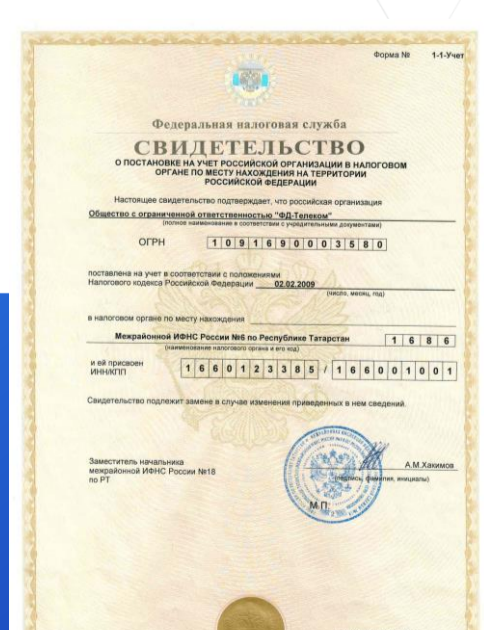 Форма № 1-1-Учет
Федеральная налоговая служба
СВИДЕТЕЛЬСТВО
О ПОСТАНОВКЕ НА УЧЕТ РОССИЙСКОЙ ОРГАНИЗАЦИИ В НАЛОГОВОМ
ОРГАНЕ ПО МЕСТУ НАХОЖДЕНИЯ НА ТЕРРИТОРИИ
РОССИЙСКОЙ ФЕДЕРАЦИИ
Настоящее свидетельство подтверждает, что российская организация
Общество с ограниченной ответственностью "ФД-Телеком"
(полное наименование в соответствии с учредительными документами)
ОГРН 1 0 9 1 6 9 0 0 0 3 5 8 0
поставлена на учет в соответствии с положениями
Налогового кодекса Российской Федерации 02.02.2009
(число, месяц, год)
в налоговом органе по месту нахождения
Межрайонной ИФНС России №6 по Республике Татарстан 1 6 8 6
(наименование налогового органа и его код)
и ей присвоен
ИНН/КПП 1 6 6 0 1 2 3 3 8 5 / 1 6 6 0 0 1 0 0 1
Свидетельство подлежит замене в случае изменения приведенных в нем сведений.
Заместитель начальника
межрайонной ИФНС России №18
по РТ
А.М.Хакимов
(подпись, фамилия, инициалы)
М.П.